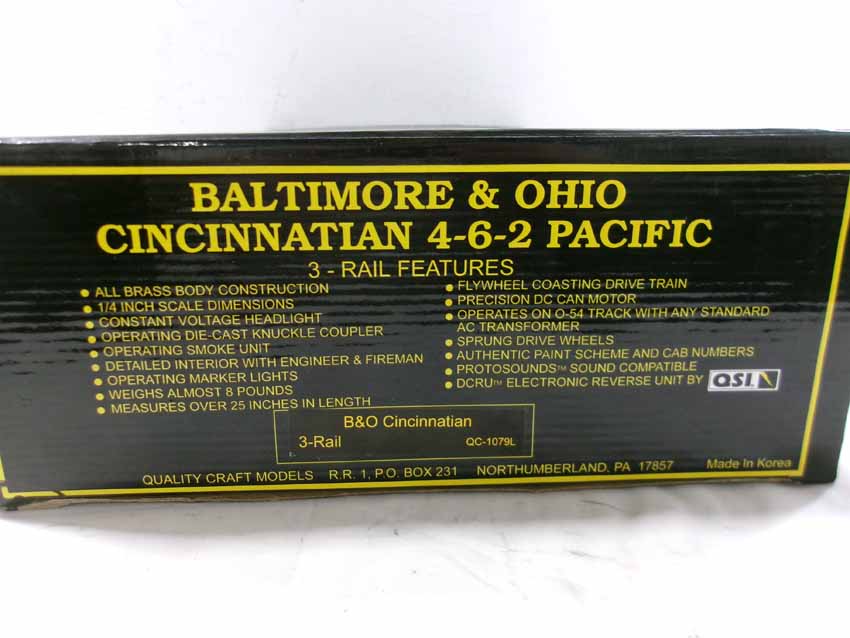 BALTIMORE & OHIO
CINCINNATIAN 4-6-2 PACIFIC
3 - RAIL FEATURES
• ALL BRASS BODY CONSTRUCTION
• 1/4 INCH SCALE DIMENSIONS
• CONSTANT VOLTAGE HEADLIGHT
• OPERATING DIE-CAST KNUCKLE COUPLER
• OPERATING SMOKE UNIT
• DETAILED INTERIOR WITH ENGINEER & FIREMAN
• OPERATING MARKER LIGHTS
• WEIGHS ALMOST 8 POUNDS
• MEASURES OVER 25 INCHES IN LENGTH
• FLYWHEEL COASTING DRIVE TRAIN
• PRECISION DC CAN MOTOR
• OPERATES ON O-54 TRACK WITH ANY STANDARD
AC TRANSFORMER
• SPRUNG DRIVE WHEELS
• AUTHENTIC PAINT SCHEME AND CAB NUMBERS
• PROTOSOUNDS™ SOUND COMPATIBLE
• DCRU™ ELECTRONIC REVERSE UNIT BY QSI
B&O Cincinnatian
3-Rail QC-1079L
QUALITY CRAFT MODELS R.R. 1, P.O. BOX 231 NORTHUMBERLAND, PA 17857 Made In Korea